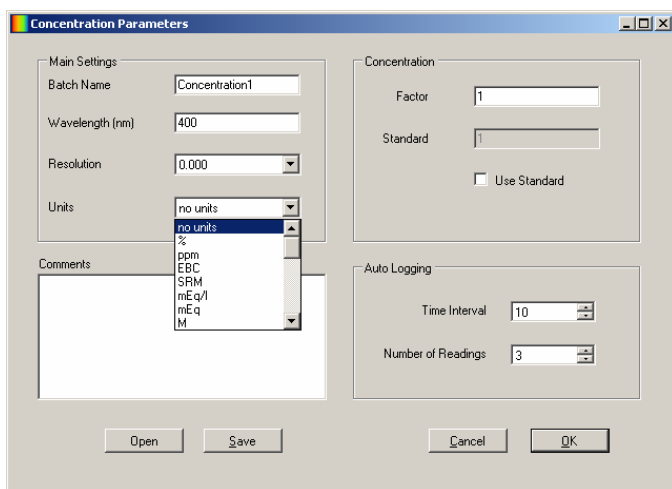 Concentration Parameters
Main Settings
Batch Name Concentration1
Wavelength (nm) 400
Resolution 0.000
Units no units
no units
%
ppm
EBC
SRM
mEq/l
mEq
M
Comments
Concentration
Factor 1
Standard 1
Use Standard
Auto Logging
Time Interval 10
Number of Readings 3
Open Save Cancel OK